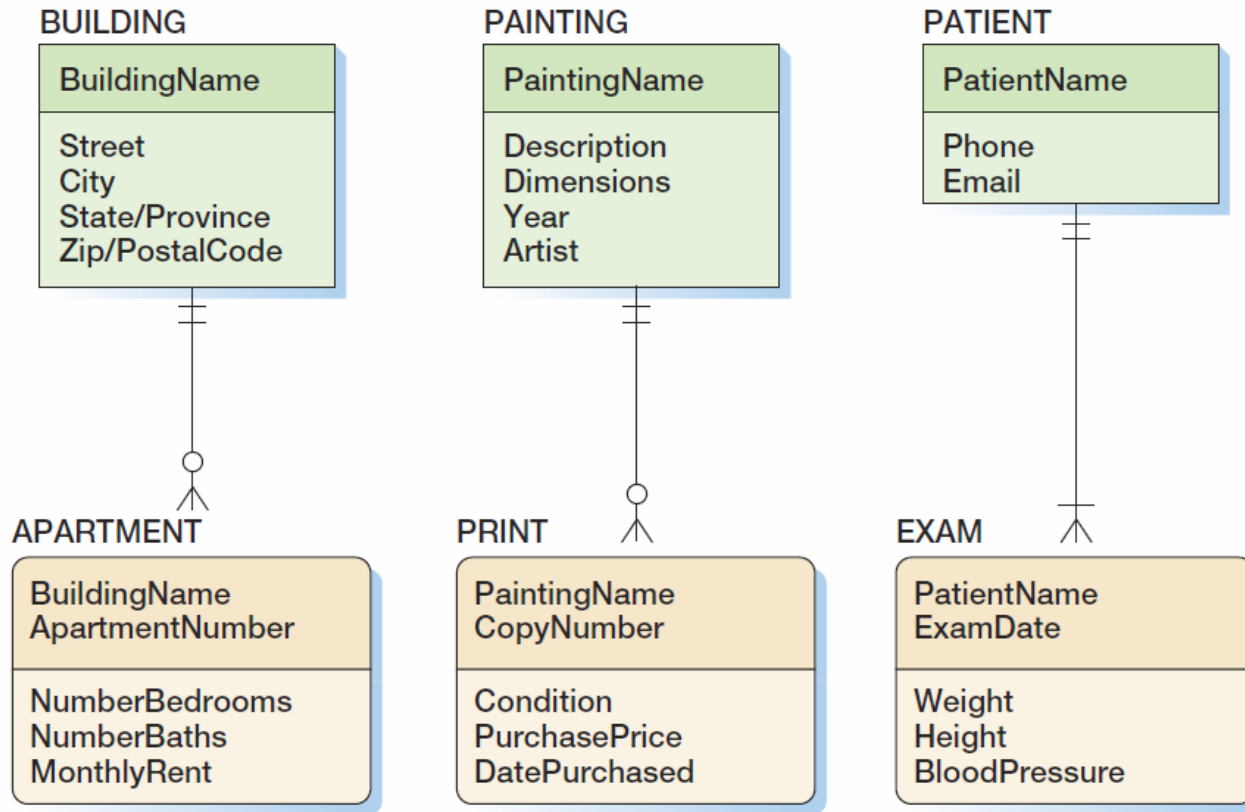 BUILDING
BuildingName
Street
City
State/Province
Zip/PostalCode
APARTMENT
BuildingName
ApartmentNumber
NumberBedrooms
NumberBaths
MonthlyRent
PAINTING
PaintingName
Description
Dimensions
Year
Artist
PRINT
PaintingName
CopyNumber
Condition
PurchasePrice
DatePurchased
PATIENT
PatientName
Phone
Email
EXAM
PatientName
ExamDate
Weight
Height
BloodPressure